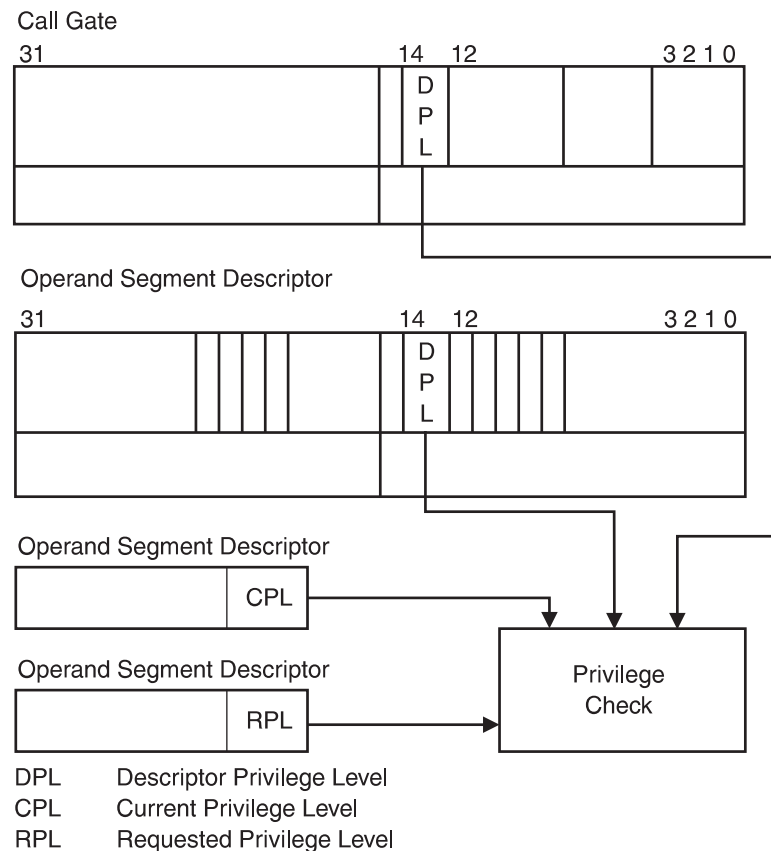 Call Gate
31 14 12 3 2 1 0
D
P
L
Operand Segment Descriptor
31 14 12 3 2 1 0
D
P
L
Operand Segment Descriptor
CPL
Operand Segment Descriptor
RPL
Privilege
Check
DPL Descriptor Privilege Level
CPL Current Privilege Level
RPL Requested Privilege Level